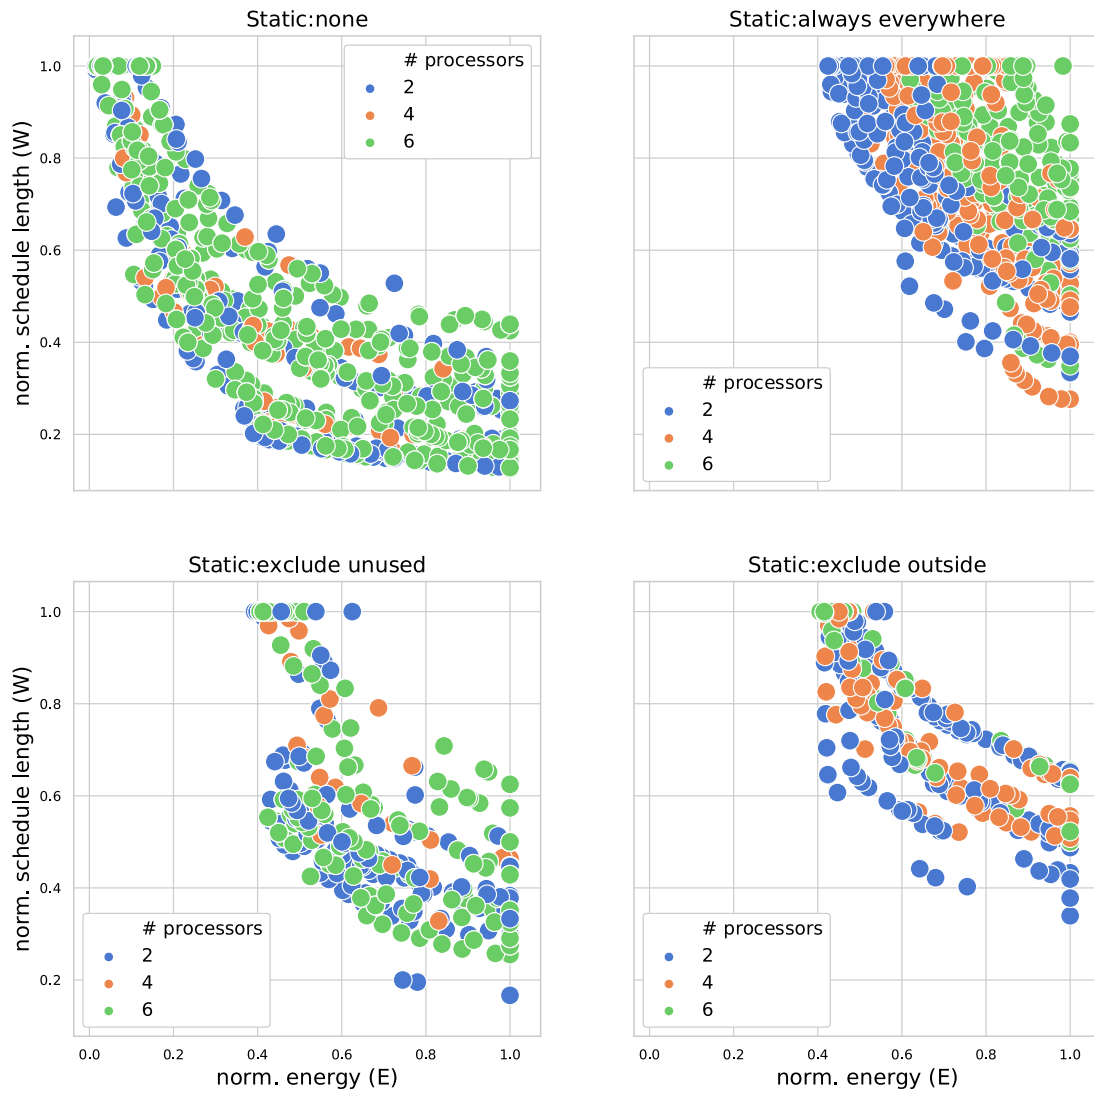 Static:none
Static:always everywhere
# processors
2
4
6
1.0
0.8
0.6
0.4
0.2
norm. schedule length (W)
# processors
2
4
6
Static:exclude unused
Static:exclude outside
1.0
0.8
0.6
0.4
0.2
norm. schedule length (W)
# processors
2
4
6
# processors
2
4
6
0.0 0.2 0.4 0.6 0.8 1.0
0.0 0.2 0.4 0.6 0.8 1.0
norm. energy (E)
norm. energy (E)